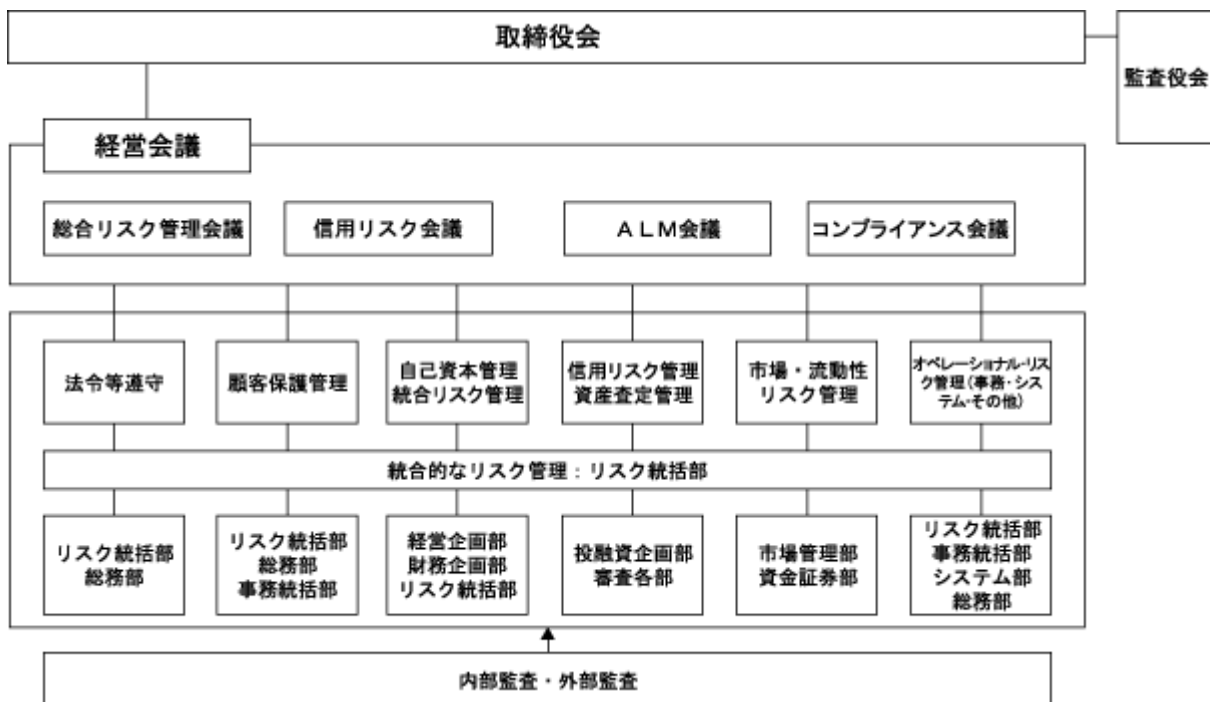 取締役会
監査役会
経営会議
総合リスク管理会議
信用リスク会議
ＡＬＭ会議
コンプライアンス会議
法令等遵守
顧客保護管理
自己資本管理
統合リスク管理
信用リスク管理
資産査定管理
市場・流動性
リスク管理
オペレーショナル･リス
ク管理(事務･シス
テム･その他)
統合的なリスク管理：リスク統括部
リスク統括部
総務部
リスク統括部
総務部
事務統括部
経営企画部
財務企画部
リスク統括部
投融資企画部
審査各部
市場管理部
資金証券部
リスク統括部
事務統括部
システム部
総務部
内部監査・外部監査